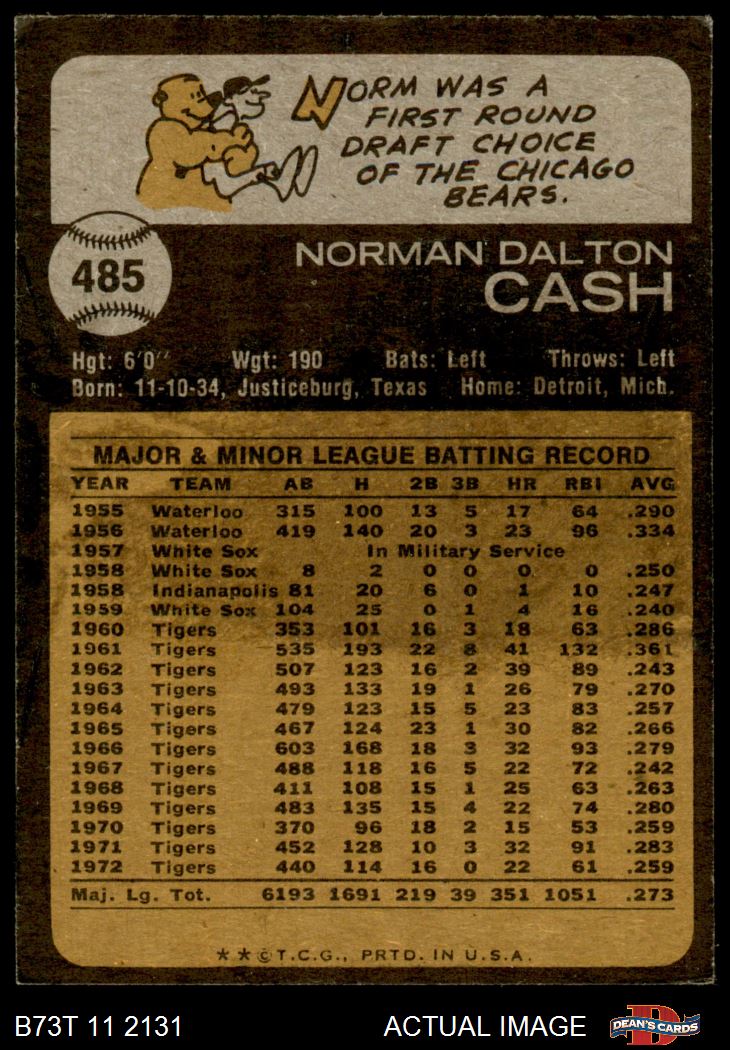 NORM WAS A
FIRST ROUND
DRAFT CHOICE
OF THE CHICAGO
BEARS.
485
NORMAN DALTON
CASH
Hgt: 6'0" Wgt: 190 Bats: Left Throws: Left
Born: 11-10-34, Justiceburg, Texas Home: Detroit, Mich.
MAJOR & MINOR LEAGUE BATTING RECORD
YEAR TEAM AB H 2B 3B HR RBI AVG
1955 Waterloo 315 100 13 5 17 64 .290
1956 Waterloo 419 140 20 3 23 96 .334
1957 White Sox In Military Service
1958 White Sox 8 2 0 0 0 0 .250
1958 Indianapolis 81 20 6 0 1 10 .247
1959 White Sox 104 25 0 1 4 16 .240
1960 Tigers 353 101 16 3 18 63 .286
1961 Tigers 535 193 22 8 41 132 .361
1962 Tigers 507 123 16 2 39 89 .243
1963 Tigers 493 133 19 1 26 79 .270
1964 Tigers 479 123 15 5 23 83 .257
1965 Tigers 467 124 23 1 30 82 .266
1966 Tigers 603 168 18 3 32 93 .279
1967 Tigers 488 118 16 5 22 72 .242
1968 Tigers 411 108 15 1 25 63 .263
1969 Tigers 483 135 15 4 22 74 .280
1970 Tigers 370 96 18 2 15 53 .259
1971 Tigers 452 128 10 3 32 91 .283
1972 Tigers 440 114 16 0 22 61 .259
Maj. Lg. Tot. 6193 1691 219 39 351 1051 .273
**©T.C.G., PRTD. IN U.S.A.
B73T 11 2131 ACTUAL IMAGE DEAN'S CARDS